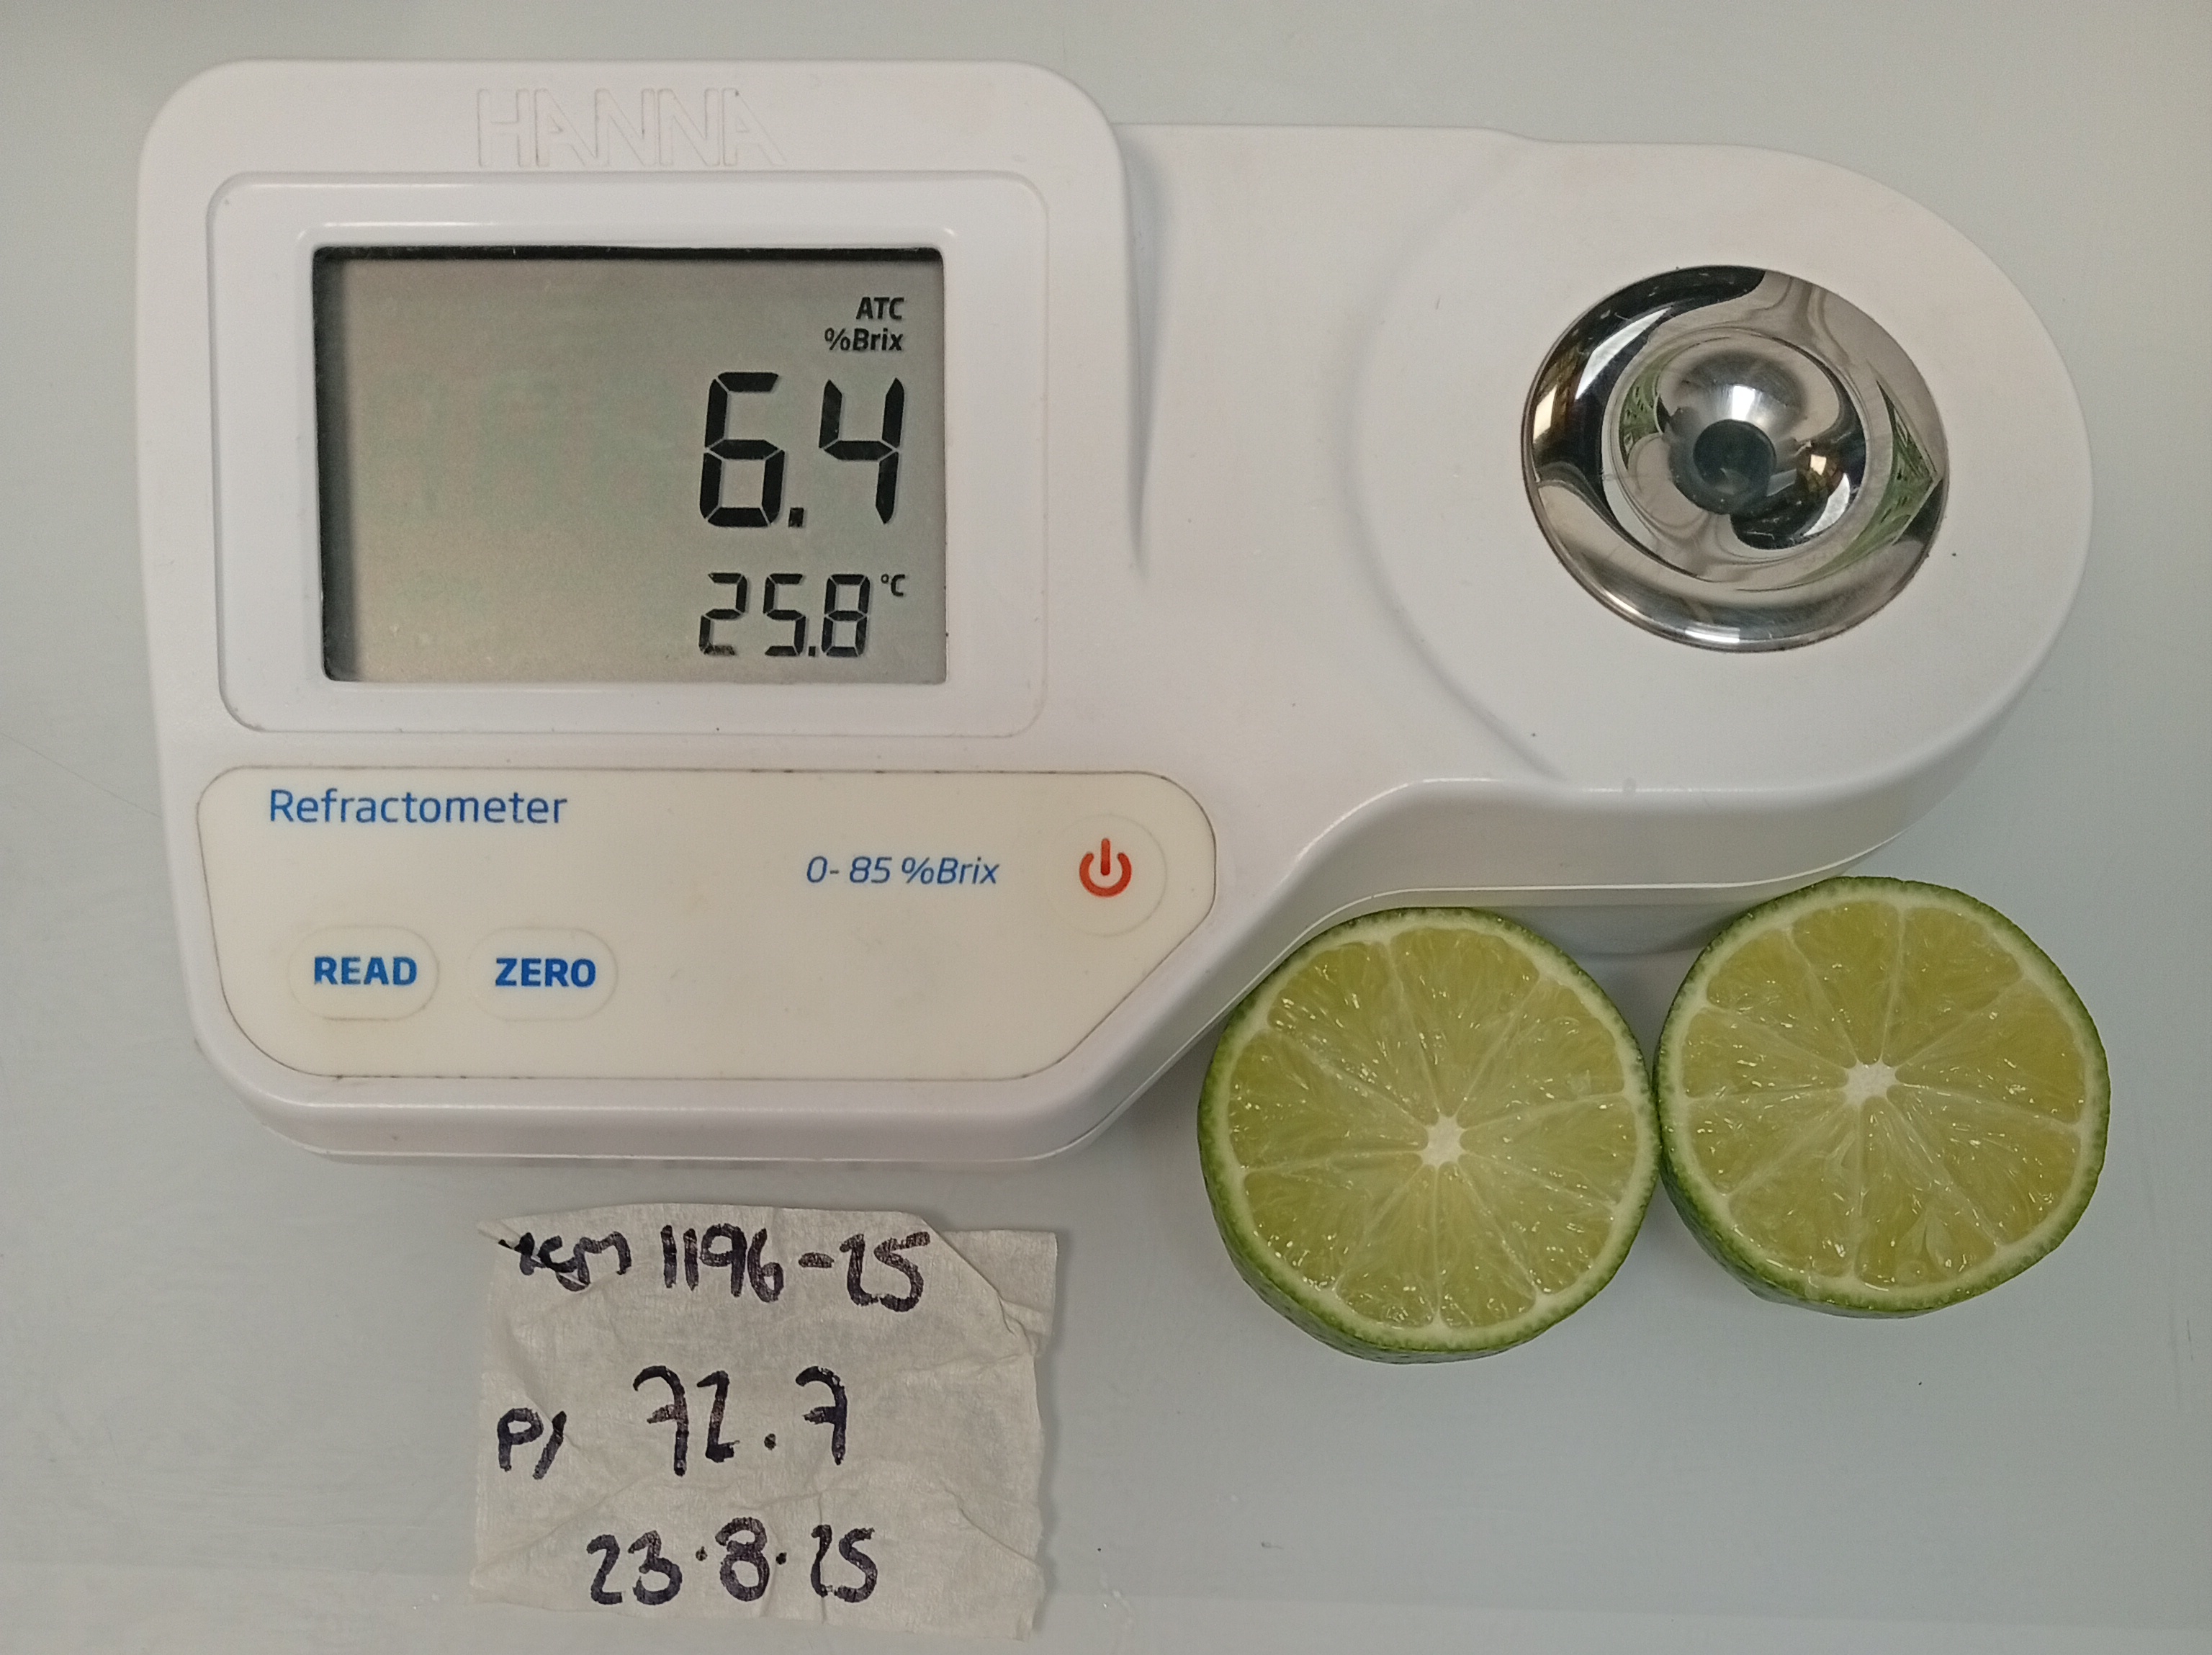 HANNA
ATC
%Brix
6.4
25.8 °C
Refractometer
0-85 %Brix
READ
ZERO
1196-25
P/ 72.7
23.8.25